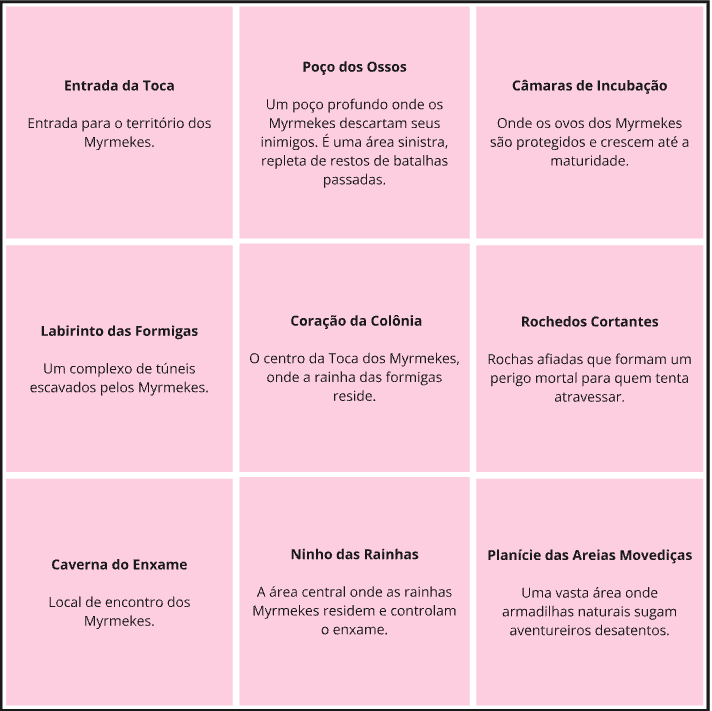 Entrada da Toca
Entrada para o território dos
Myrmekes.
Poço dos Ossos
Um poço profundo onde os
Myrmekes descartam seus
inimigos. É uma área sinistra,
repleta de restos de batalhas
passadas.
Câmaras de Incubação
Onde os ovos dos Myrmekes
são protegidos e crescem até a
maturidade.
Labirinto das Formigas
Um complexo de túneis
escavados pelos Myrmekes.
Coração da Colônia
O centro da Toca dos Myrmekes,
onde a rainha das formigas
reside.
Rochedos Cortantes
Rochas afiadas que formam um
perigo mortal para quem tenta
atravessar.
Caverna do Enxame
Local de encontro dos
Myrmekes.
Ninho das Rainhas
A área central onde as rainhas
Myrmekes residem e controlam
o enxame.
Planície das Areias Movediças
Uma vasta área onde
armadilhas naturais sugam
aventureiros desatentos.